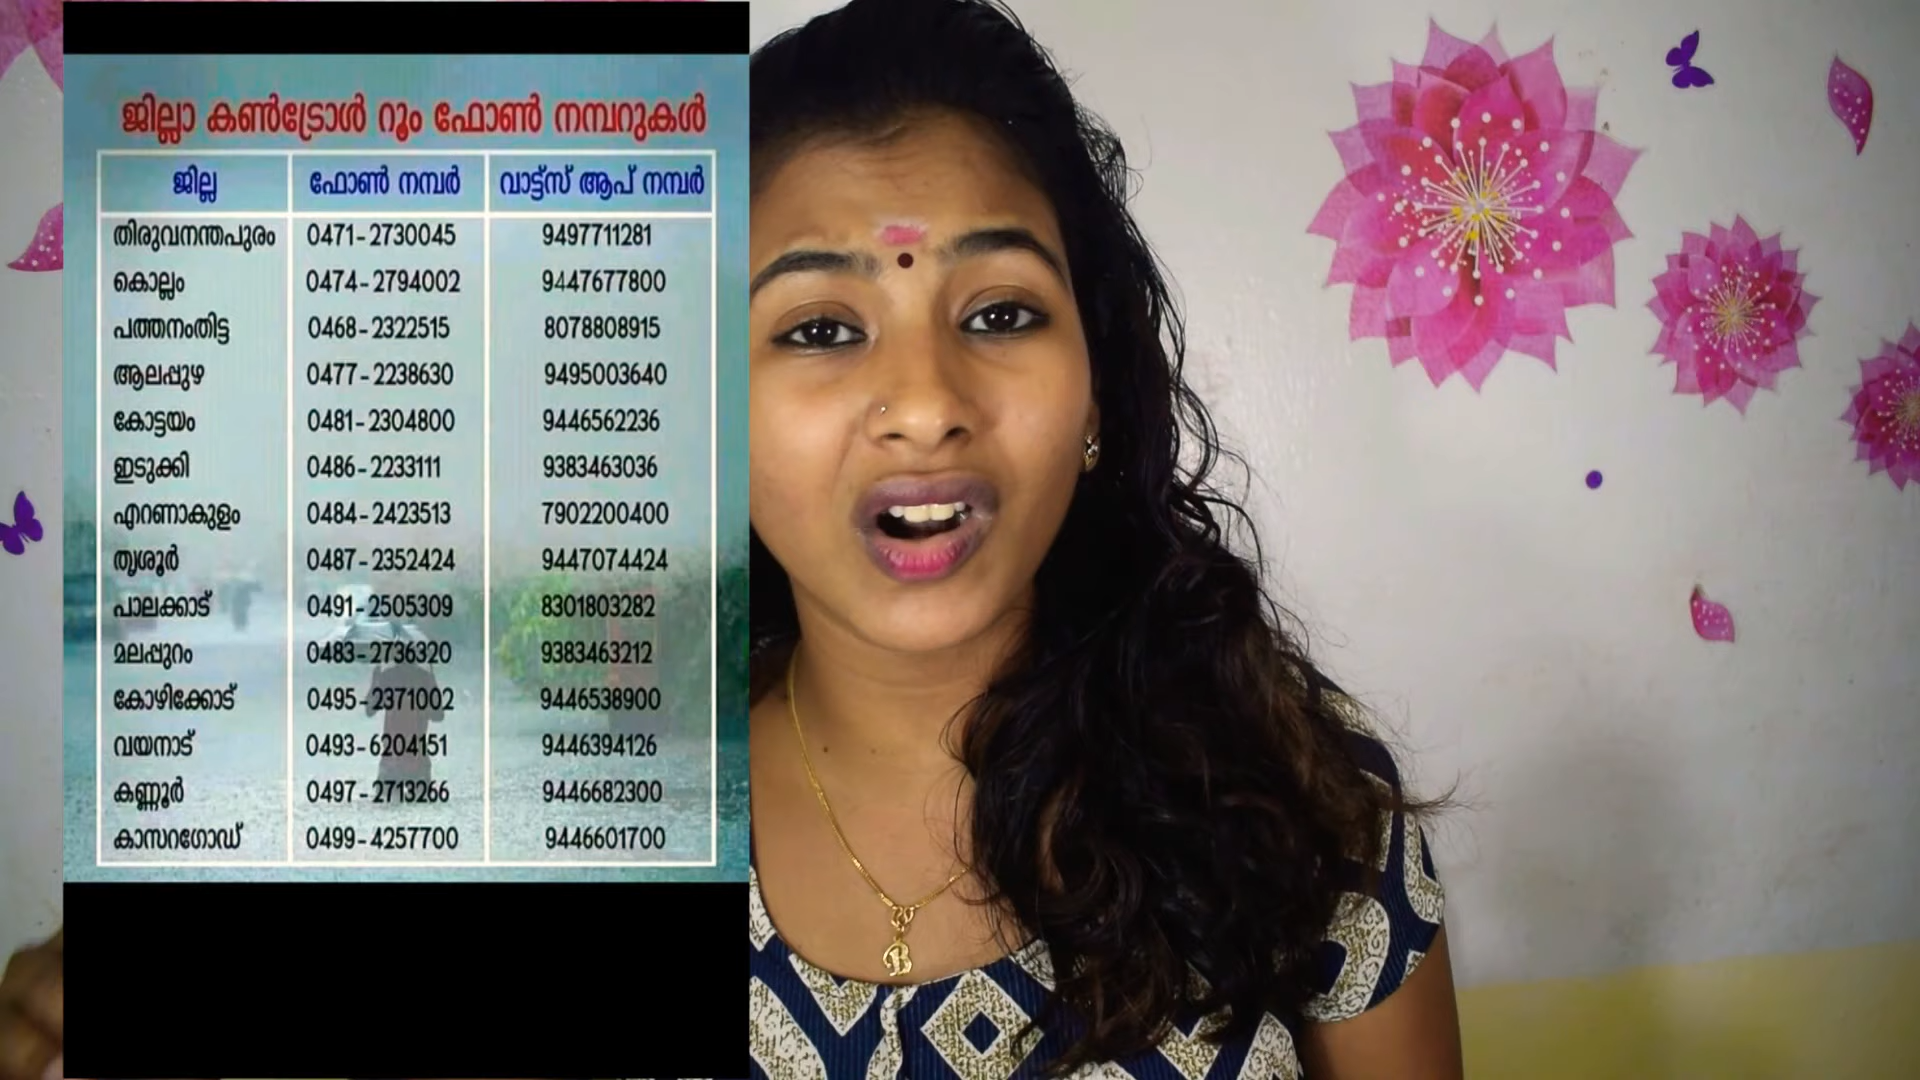 ജില്ലാ കൺട്രോൾ റൂം ഫോൺ നമ്പറുകൾ
ജില്ല ഫോൺ നമ്പർ വാട്ട്സ് ആപ് നമ്പർ
തിരുവനന്തപുരം 0471-2730045 9497711281
കൊല്ലം 0474-2794002 9447677800
പത്തനംതിട്ട 0468-2322515 8078808915
ആലപ്പുഴ 0477-2238630 9495003640
കോട്ടയം 0481-2304800 9446562236
ഇടുക്കി 0486-2233111 9383463036
എറണാകുളം 0484-2423513 7902200400
തൃശൂർ 0487-2352424 9447074424
പാലക്കാട് 0491-2505309 8301803282
മലപ്പുറം 0483-2736320 9383463212
കോഴിക്കോട് 0495-2371002 9446538900
വയനാട് 0493-6204151 9446394126
കണ്ണൂർ 0497-2713266 9446682300
കാസറഗോഡ് 0499-4257700 9446601700
B